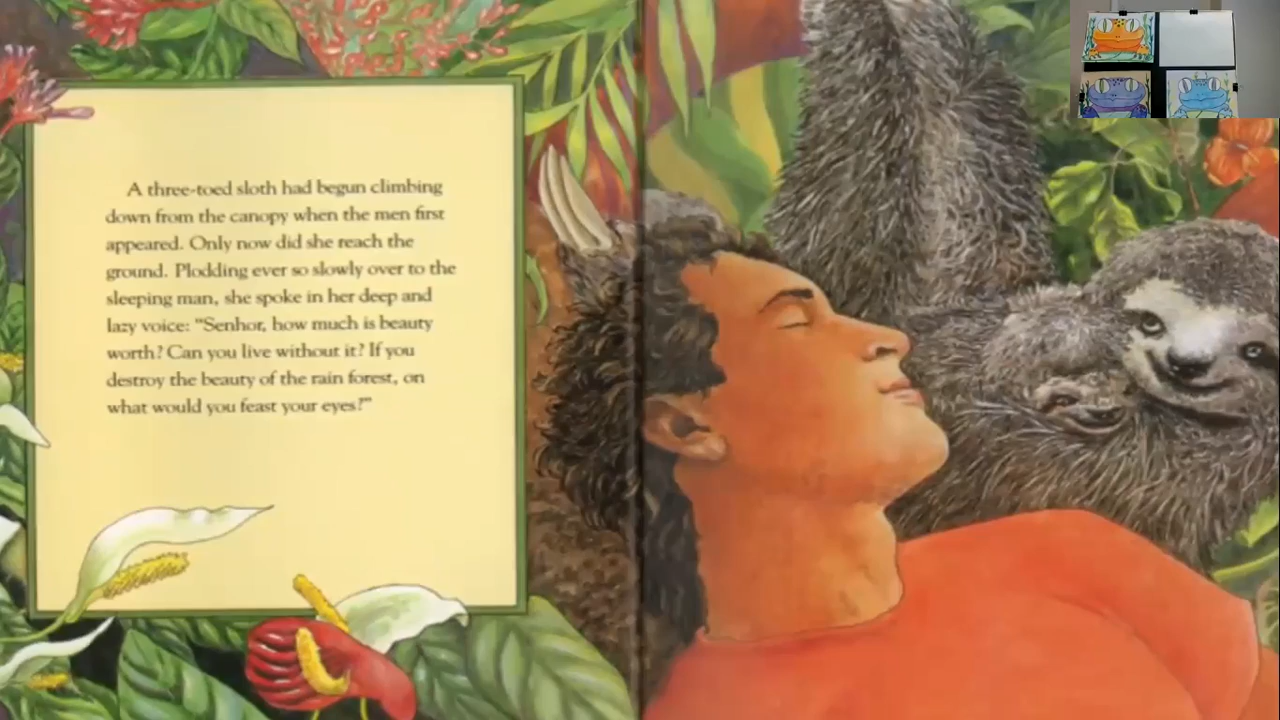 A three-toed sloth had begun climbing
down from the canopy when the men first
appeared. Only now did she reach the
ground. Plodding ever so slowly over to the
sleeping man, she spoke in her deep and
lazy voice: "Senhor, how much is beauty
worth? Can you live without it? If you
destroy the beauty of the rain forest, on
what would you feast your eyes?"